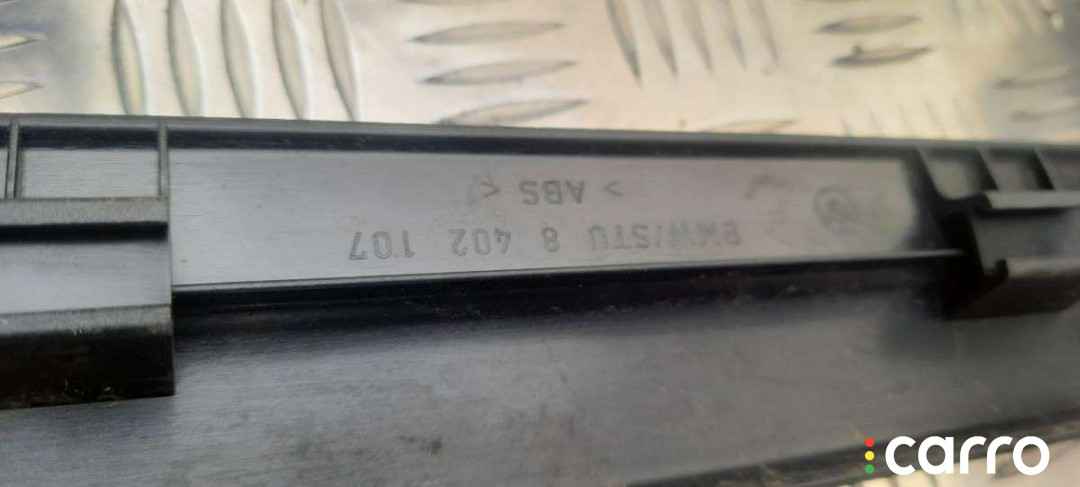 BMW/STU 8 402 107
> ABS <
carro